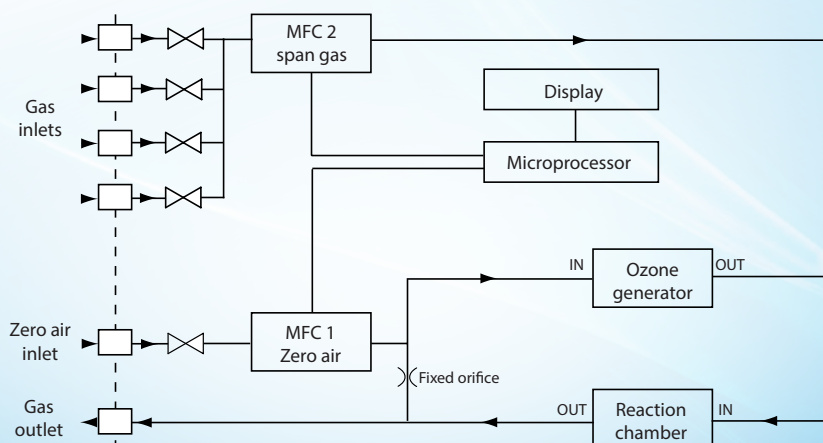 MFC 2
span gas
Display
Gas
inlets
Microprocessor
IN
Ozone
generator
OUT
Zero air
inlet
MFC 1
Zero air
Fixed orifice
Gas
outlet
OUT
Reaction
chamber
IN